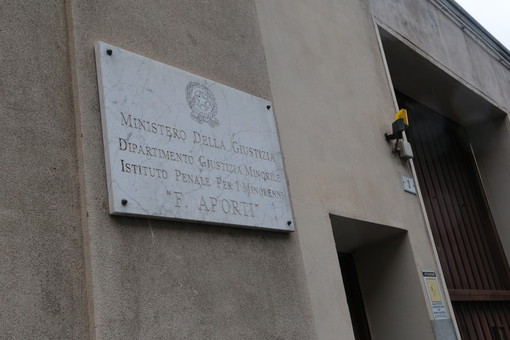 Ministero Della Giustizia
Dipartimento Giustizia Minorile
Istituto Penale Per I Minorenni
"F. APORTI"